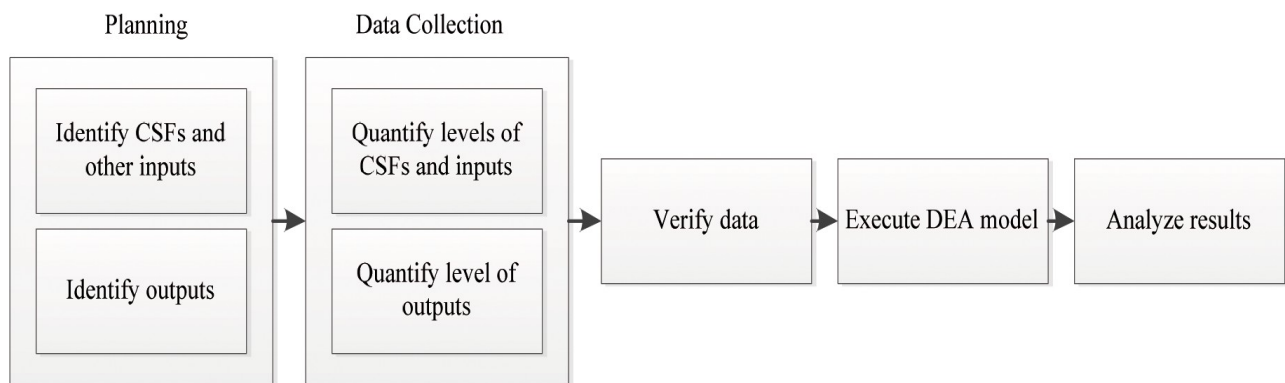 Planning
Data Collection
Identify CSFs and
other inputs
Identify outputs
Quantify levels of
CSFs and inputs
Quantify level of
outputs
Verify data
Execute DEA model
Analyze results